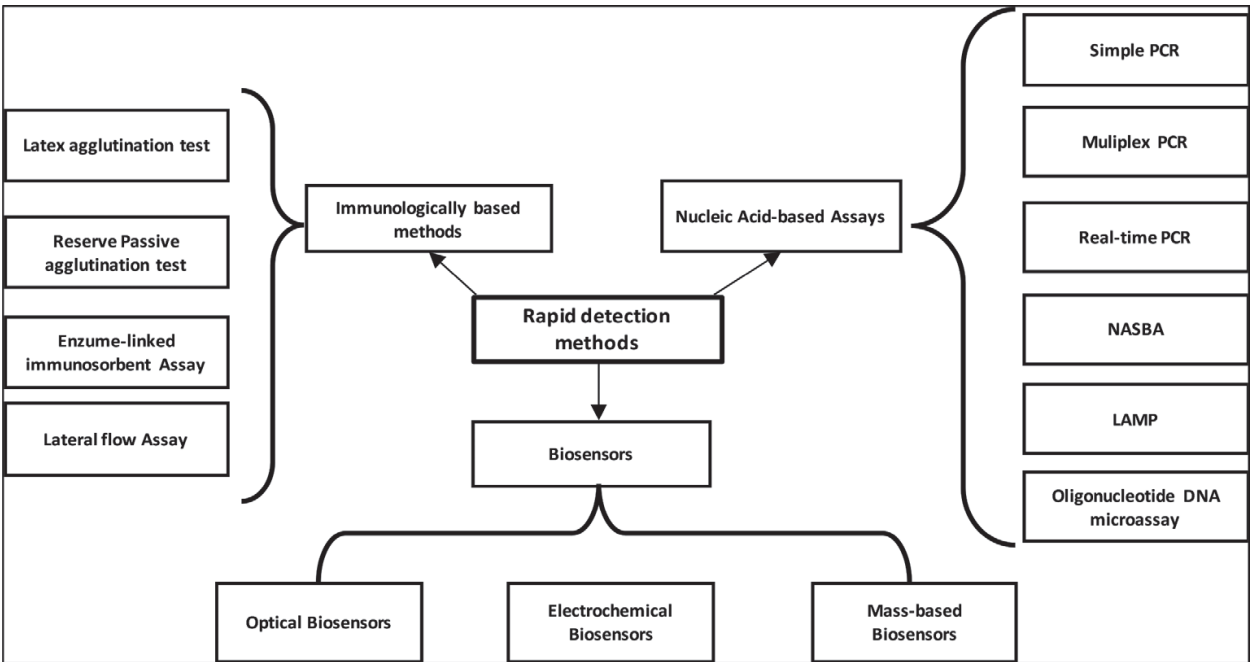 Simple PCR
Latex agglutination test
Muliplex PCR
Immunologically based
methods
Nucleic Acid-based Assays
Reserve Passive
agglutination test
Real-time PCR
Rapid detection
methods
Enzume-linked
immunosorbent Assay
NASBA
Lateral flow Assay
LAMP
Biosensors
Oligonucleotide DNA
microassay
Optical Biosensors
Electrochemical
Biosensors
Mass-based
Biosensors